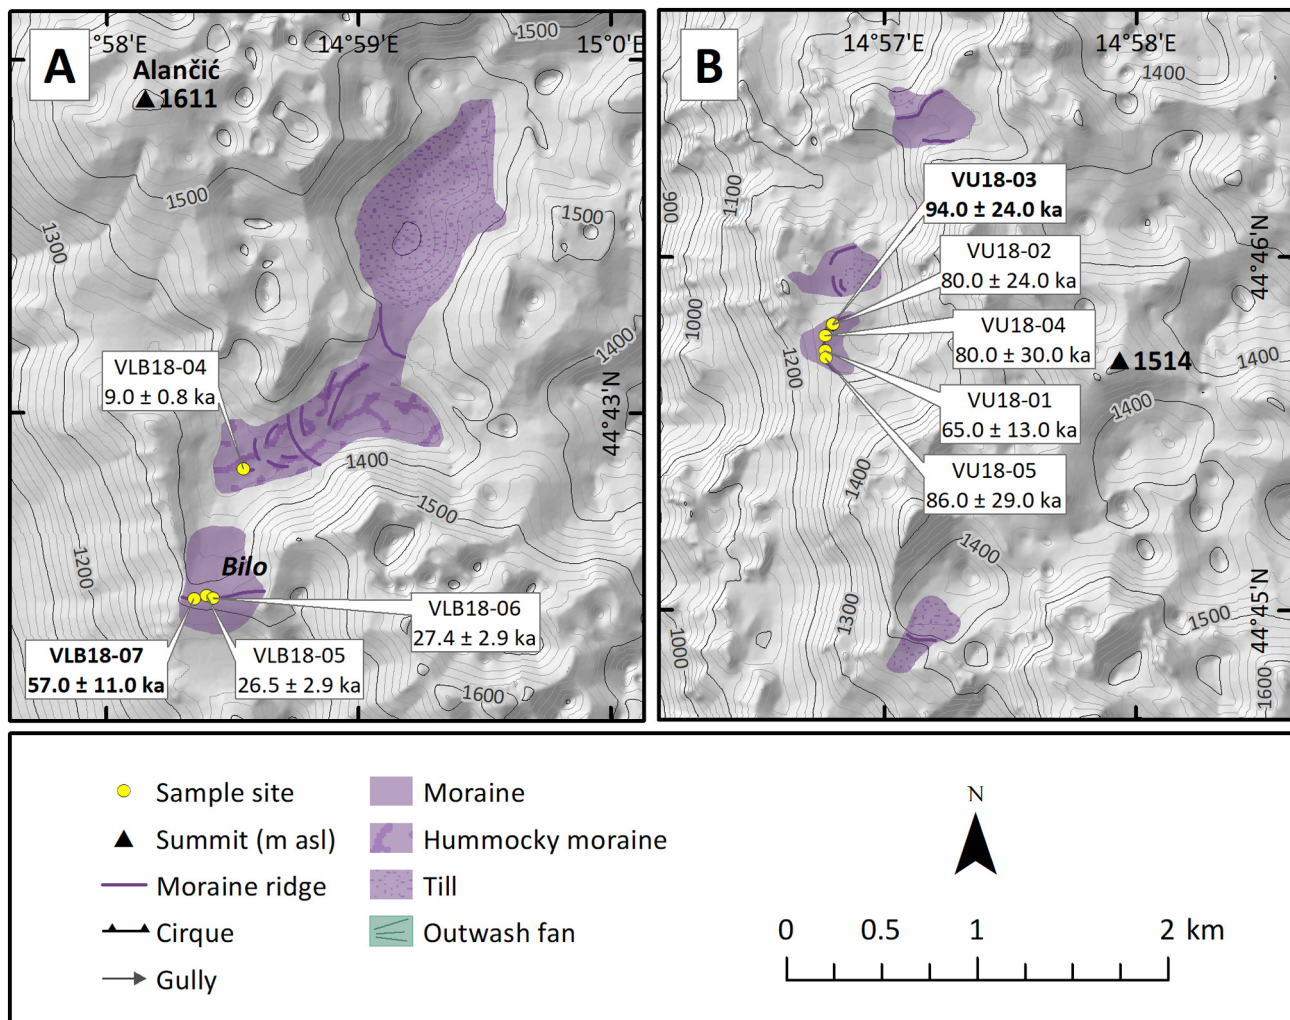 A
4°58'E
14°59'E
15°0'E
1500
Alančić
1611
1500
1500
1300
1400
VLB18-04
9.0 ± 0.8 ka
44°43'N
1400
1500
1200
Bilo
VLB18-06
27.4 ± 2.9 ka
VLB18-07
57.0 ± 11.0 ka
VLB18-05
26.5 ± 2.9 ka
1600
B
14°57'E
14°58'E
1400
900
1100
VU18-03
94.0 ± 24.0 ka
VU18-02
80.0 ± 24.0 ka
44°46'N
1000
VU18-04
80.0 ± 30.0 ka
1200
1514
1400
VU18-01
65.0 ± 13.0 ka
1400
VU18-05
86.0 ± 29.0 ka
1400
1400
1300
1000
1500
44°45'N
1600
Sample site
Summit (m asl)
Moraine ridge
Cirque
Gully
Moraine
Hummocky moraine
Till
Outwash fan
N
0 0.5 1 2 km